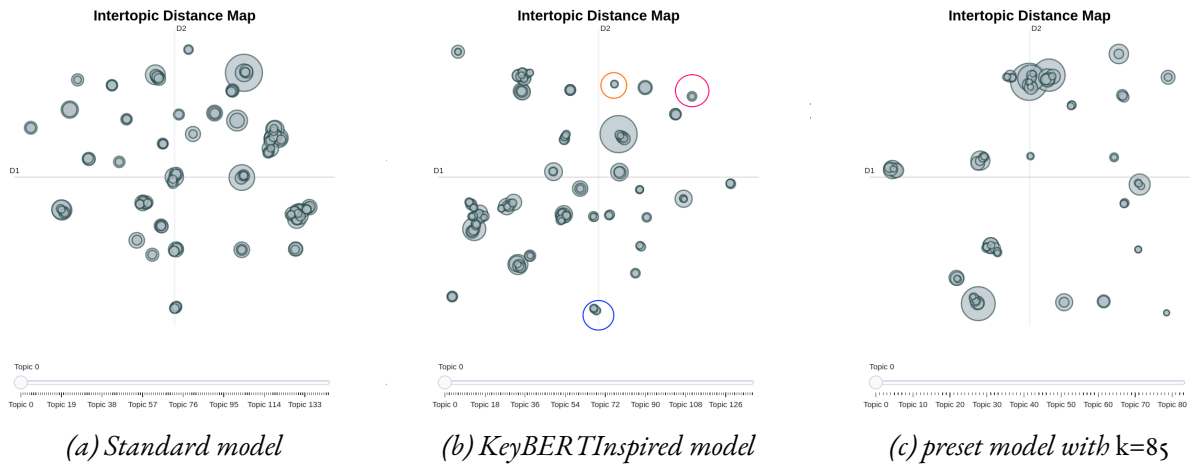 Intertopic Distance Map
D2
D1
Topic 0
Topic 0 Topic 19 Topic 38 Topic 57 Topic 76 Topic 95 Topic 114 Topic 133
(a) Standard model
Intertopic Distance Map
D2
D1
Topic 0
Topic 0 Topic 18 Topic 36 Topic 54 Topic 72 Topic 90 Topic 108 Topic 126
(b) KeyBERTInspired model
Intertopic Distance Map
D2
D1
Topic 0
Topic 0 Topic 10 Topic 20 Topic 30 Topic 40 Topic 50 Topic 60 Topic 70 Topic 80
(c) preset model with k=85